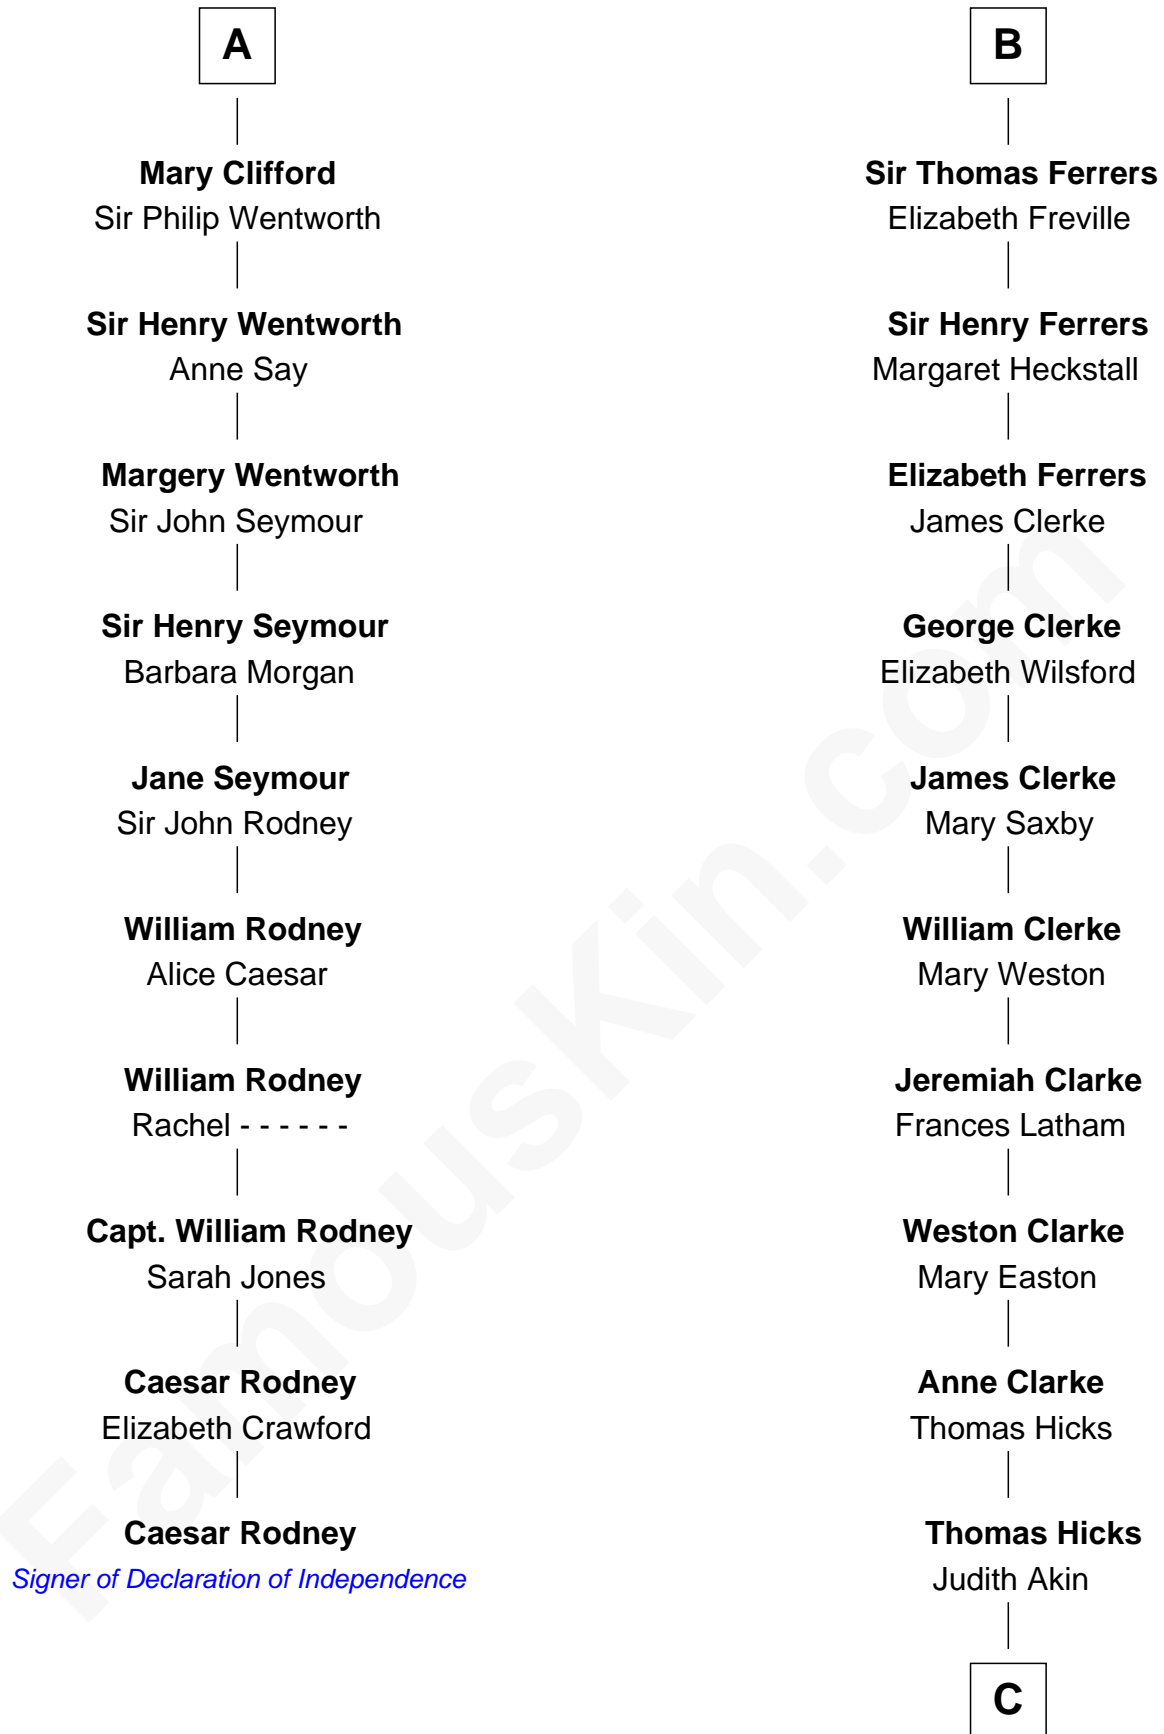 A
Mary Clifford
Sir Philip Wentworth
Sir Henry Wentworth
Anne Say
Margery Wentworth
Sir John Seymour
Sir Henry Seymour
Barbara Morgan
Jane Seymour
Sir John Rodney
William Rodney
Alice Caesar
William Rodney
Rachel - - - - - -
Capt. William Rodney
Sarah Jones
Caesar Rodney
Elizabeth Crawford
Caesar Rodney
Signer of Declaration of Independence
B
Sir Thomas Ferrers
Elizabeth Freville
Sir Henry Ferrers
Margaret Heckstall
Elizabeth Ferrers
James Clerke
George Clerke
Elizabeth Wilsford
James Clerke
Mary Saxby
William Clerke
Mary Weston
Jeremiah Clarke
Frances Latham
Weston Clarke
Mary Easton
Anne Clarke
Thomas Hicks
Thomas Hicks
Judith Akin
C
FamousKin.com